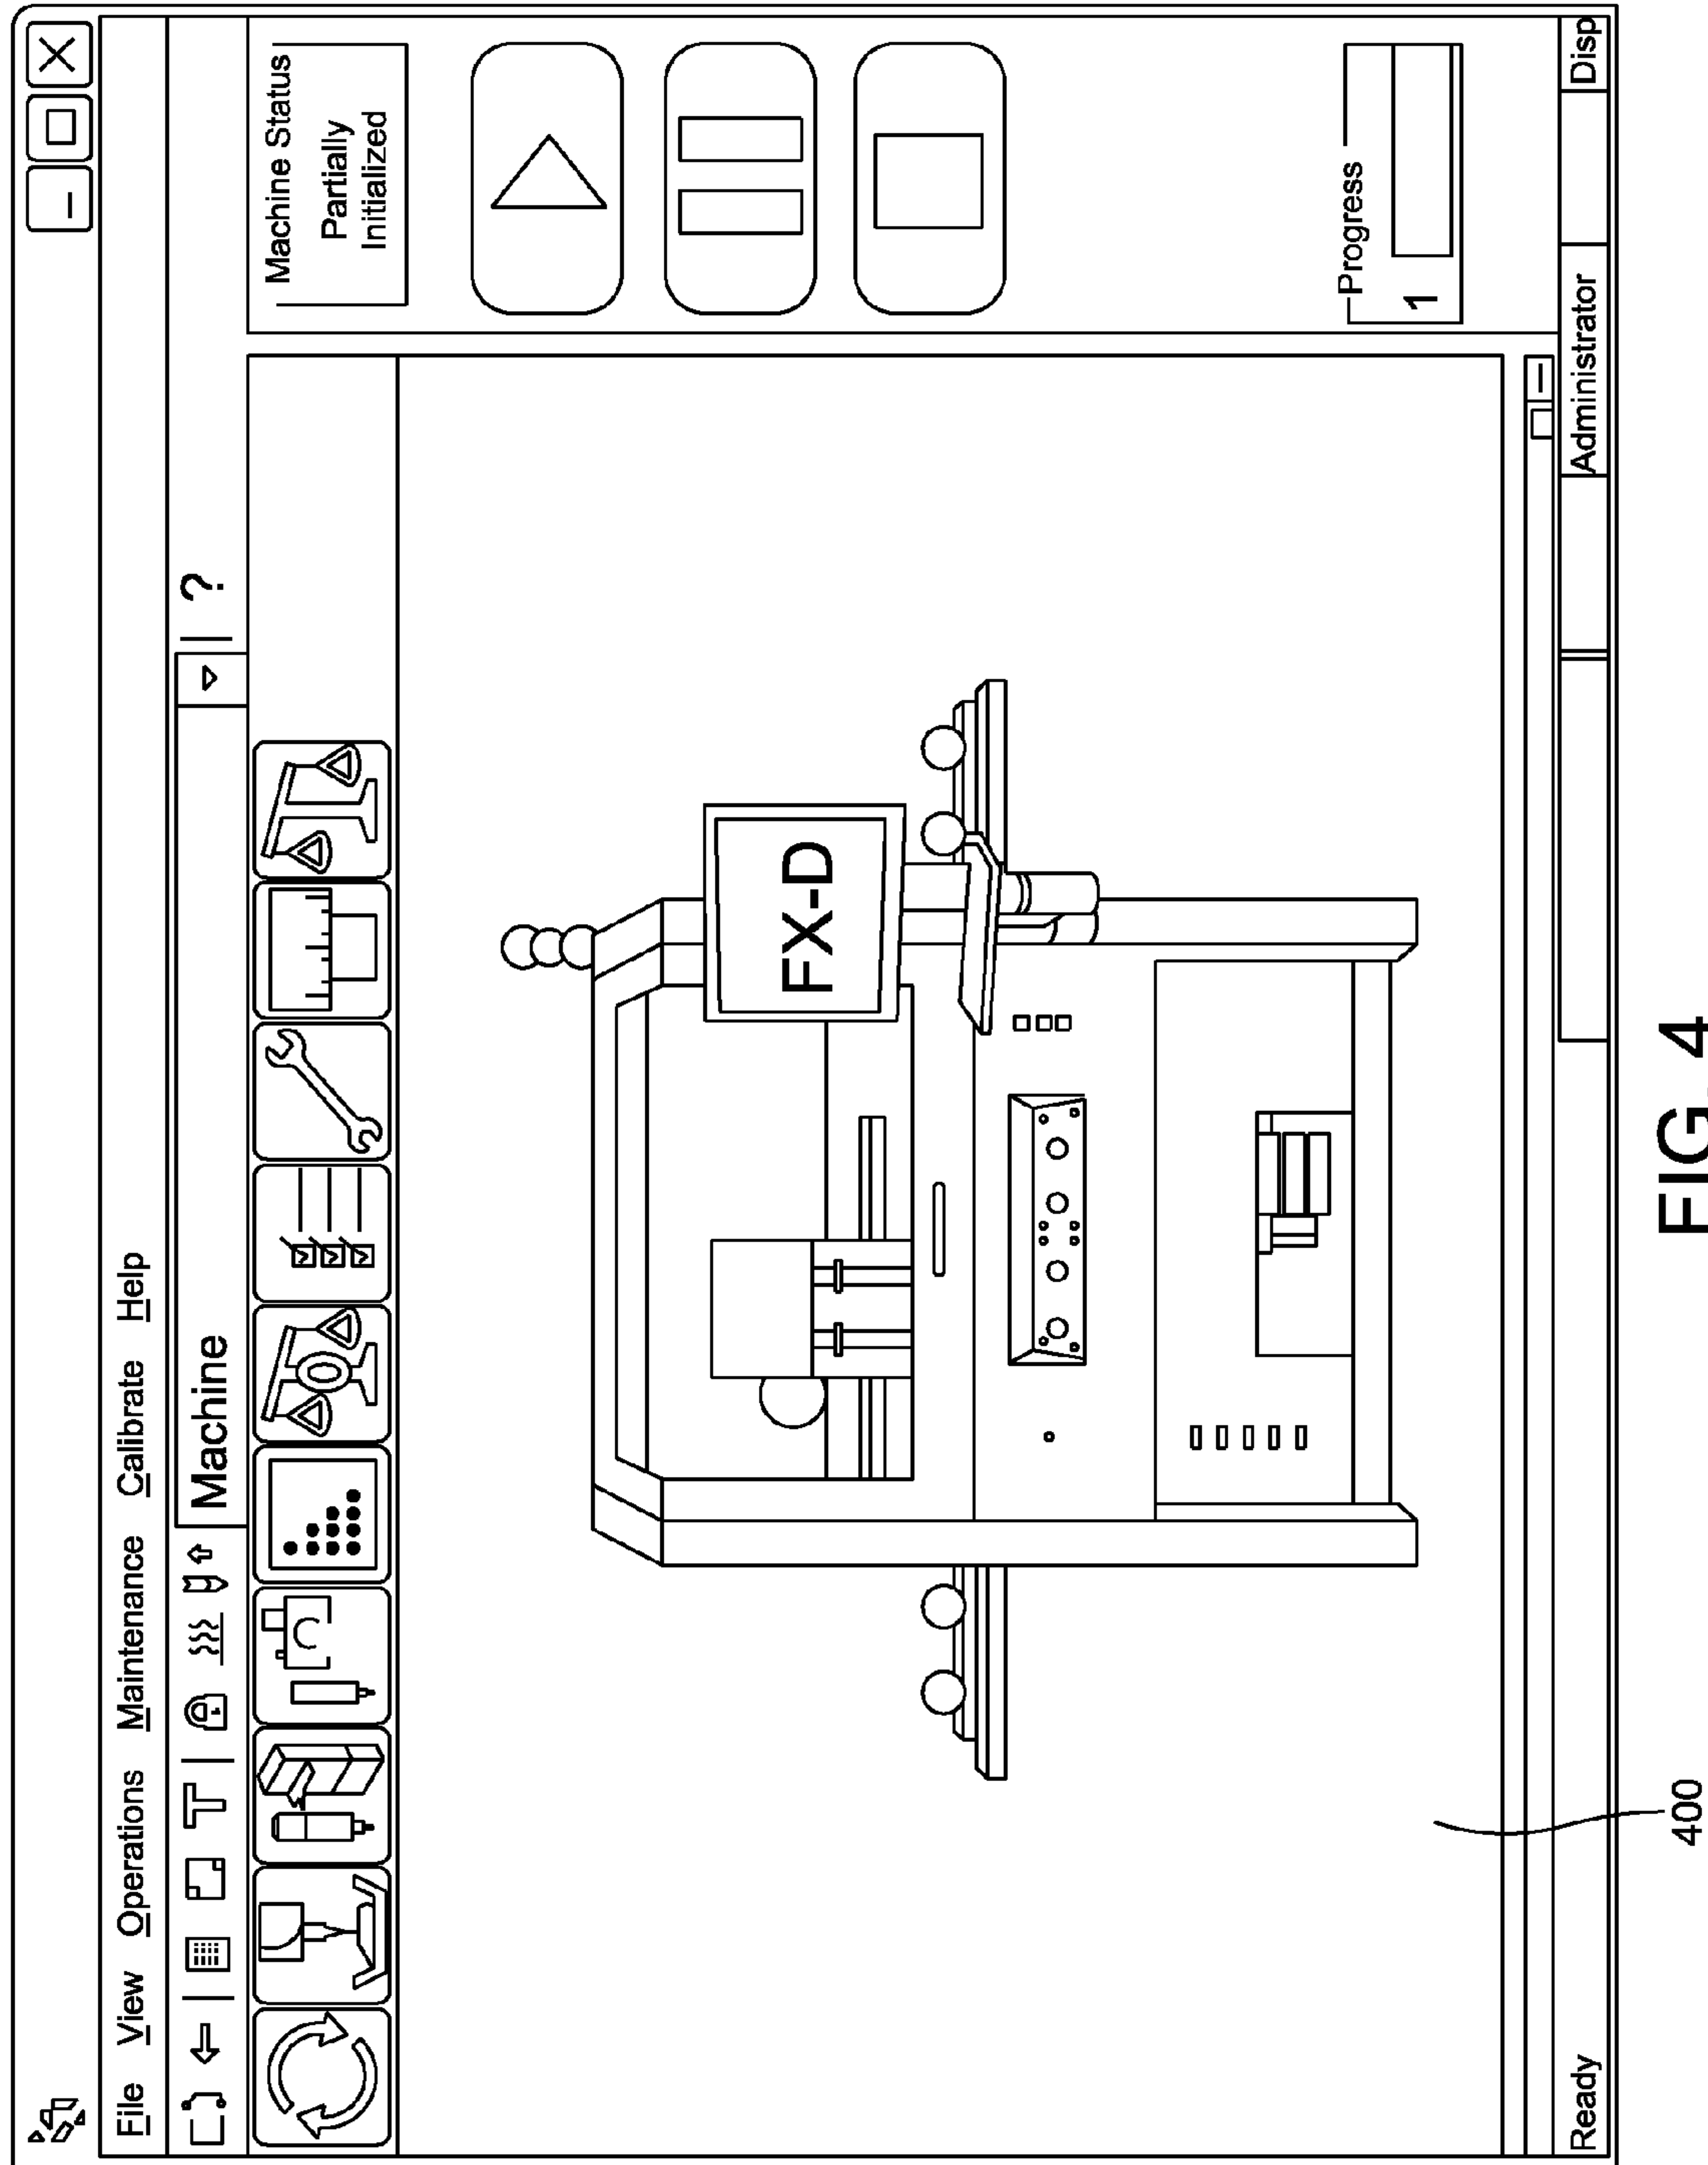 File View Operations Maintenance Calibrate Help
Machine
?
Machine Status
Partially
Initialized
FX-D
Progress
1
Ready
Administrator
Disp
400
FIG. 4